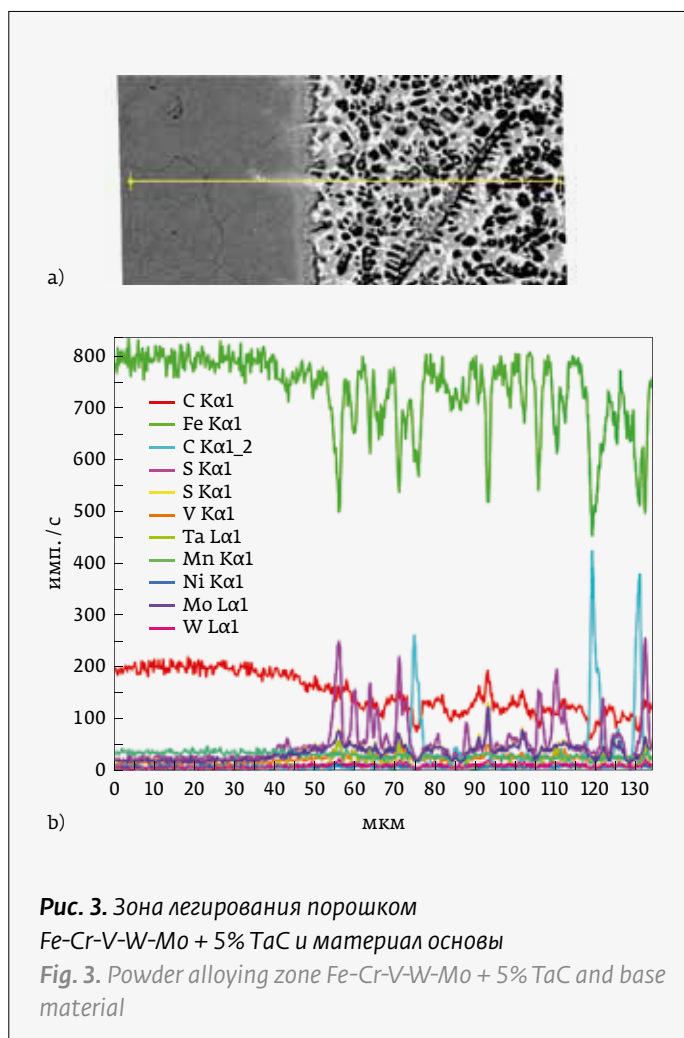 a)
800
700
600
500
400
300
200
100
0
имп./с
C Kα1
Fe Kα1
C Kα1_2
S Kα1
S Kα1
V Kα1
Ta Lα1
Mn Kα1
Ni Kα1
Mo Lα1
W Lα1
0 10 20 30 40 50 60 70 80 90 100 110 120 130
b) мкм
Рис. 3. Зона легирования порошком
Fe-Cr-V-W-Mo + 5% TaC и материал основы
Fig. 3. Powder alloying zone Fe-Cr-V-W-Mo + 5% TaC and base
material